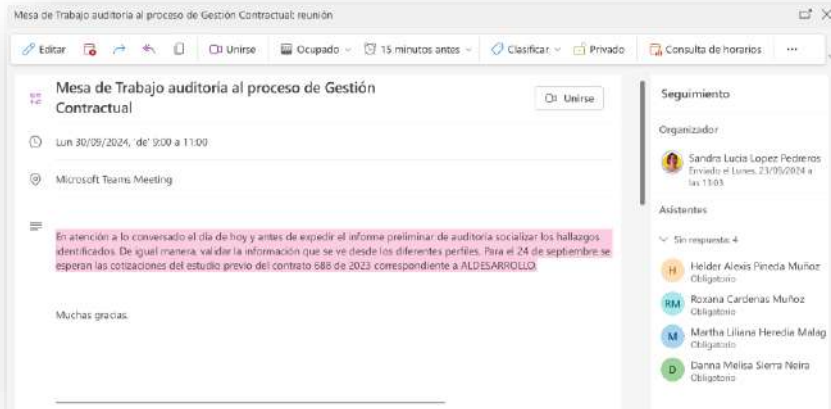 Mesa de Trabajo auditoria al proceso de Gestión Contractual: reunión
Editar
Unirse
Ocupado
15 minutos antes
Clasificar
Privado
Consulta de horarios
...
Mesa de Trabajo auditoria al proceso de Gestión
Contractual
Unirse
Lun 30/09/2024, 'de' 9:00 a 11:00
Microsoft Teams Meeting
En atención a lo conversado el día de hoy y antes de expedir el informe preliminar de auditoria socializar los hallazgos
identificados. De igual manera, validar la información que se ve desde los diferentes perfiles. Para el 24 de septiembre se
esperan las cotizaciones del estudio previo del contrato 688 de 2023 correspondiente a ALDESARROLLO.
Muchas gracias.
Seguimiento
Organizador
Sandra Lucia Lopez Pedreros
Enviado el Lunes, 23/09/2024 a
las 11:03
Asistentes
Sin respuesta: 4
H
Helder Alexis Pineda Muñoz
Obligatorio
RM
Roxana Cardenas Muñoz
Obligatorio
M
Martha Liliana Heredia Malag
Obligatorio
D
Danna Melisa Sierra Neira
Obligatorio